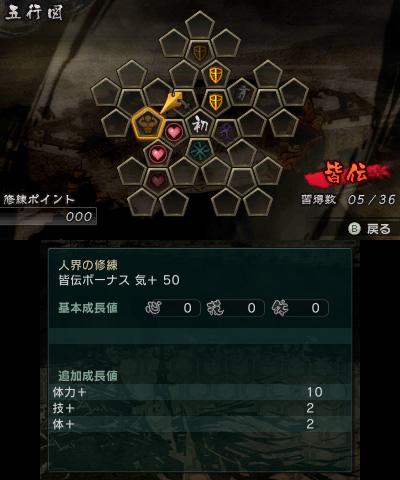 五行図
初
皆伝
修練ポイント
習得数 05/36
000
B 戻る
人界の修練
皆伝ボーナス 気+ 50
基本成長値 心 0 技 0 体 0
追加成長値
体力+ 10
技+ 2
体+ 2